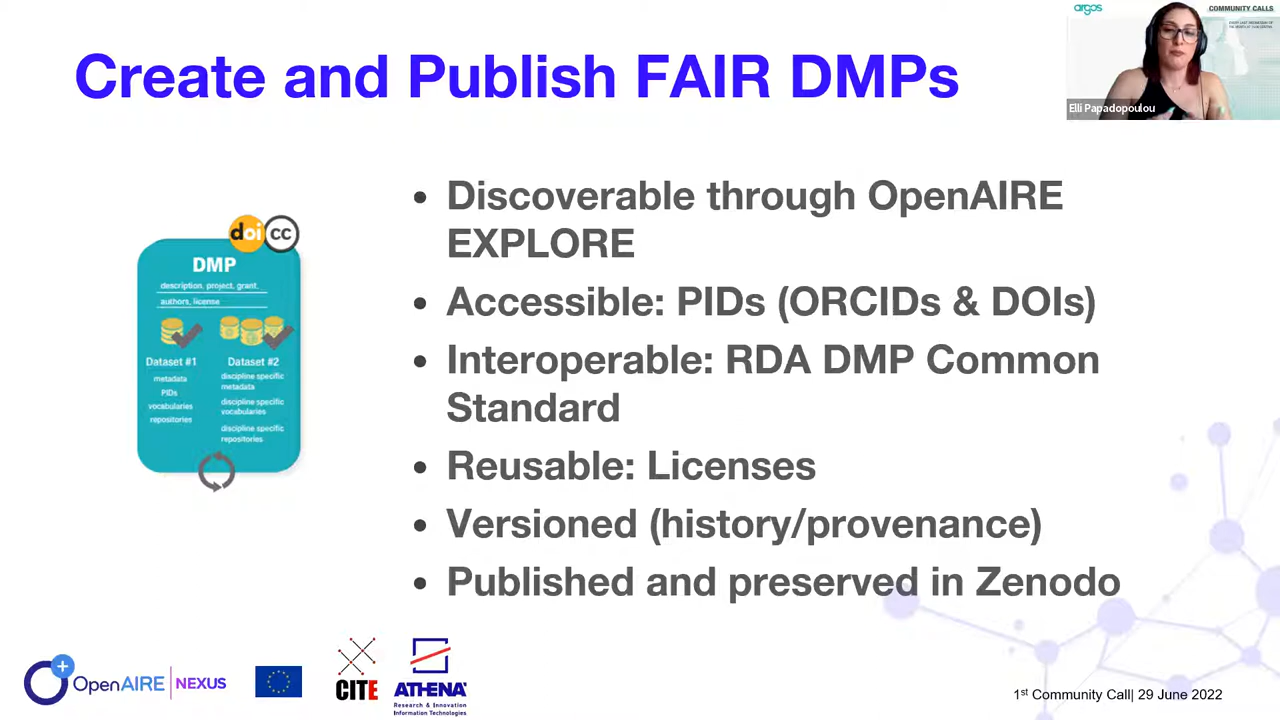 argos
COMMUNITY CALLS
Elli Papadopoulou
Create and Publish FAIR DMPs
doi cc
DMP
description, project, grant,
authors, license
Dataset #1
metadata
PIDs
vocabularies
repositories
Dataset #2
discipline specific
metadata
discipline specific
vocabularies
discipline specific
repositories
• Discoverable through OpenAIRE
EXPLORE
• Accessible: PIDs (ORCIDs & DOIs)
• Interoperable: RDA DMP Common
Standard
• Reusable: Licenses
• Versioned (history/provenance)
• Published and preserved in Zenodo
OpenAIRE | NEXUS
CITE
ATHENA
Research & Innovation
Information Technologies
1st Community Call| 29 June 2022